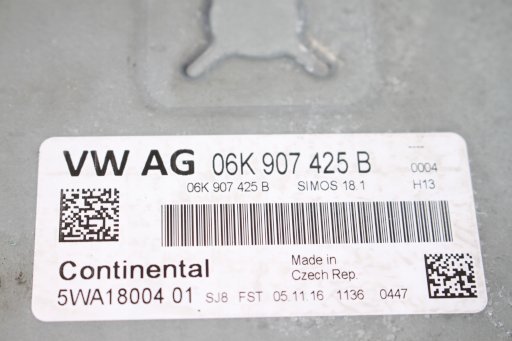 VW AG 06K 907 425 B 0004
06K 907 425 B SIMOS 18.1 H13
Continental
Made in
Czech Rep.
5WA18004 01 SJ8 FST 05.11.16 1136 0447